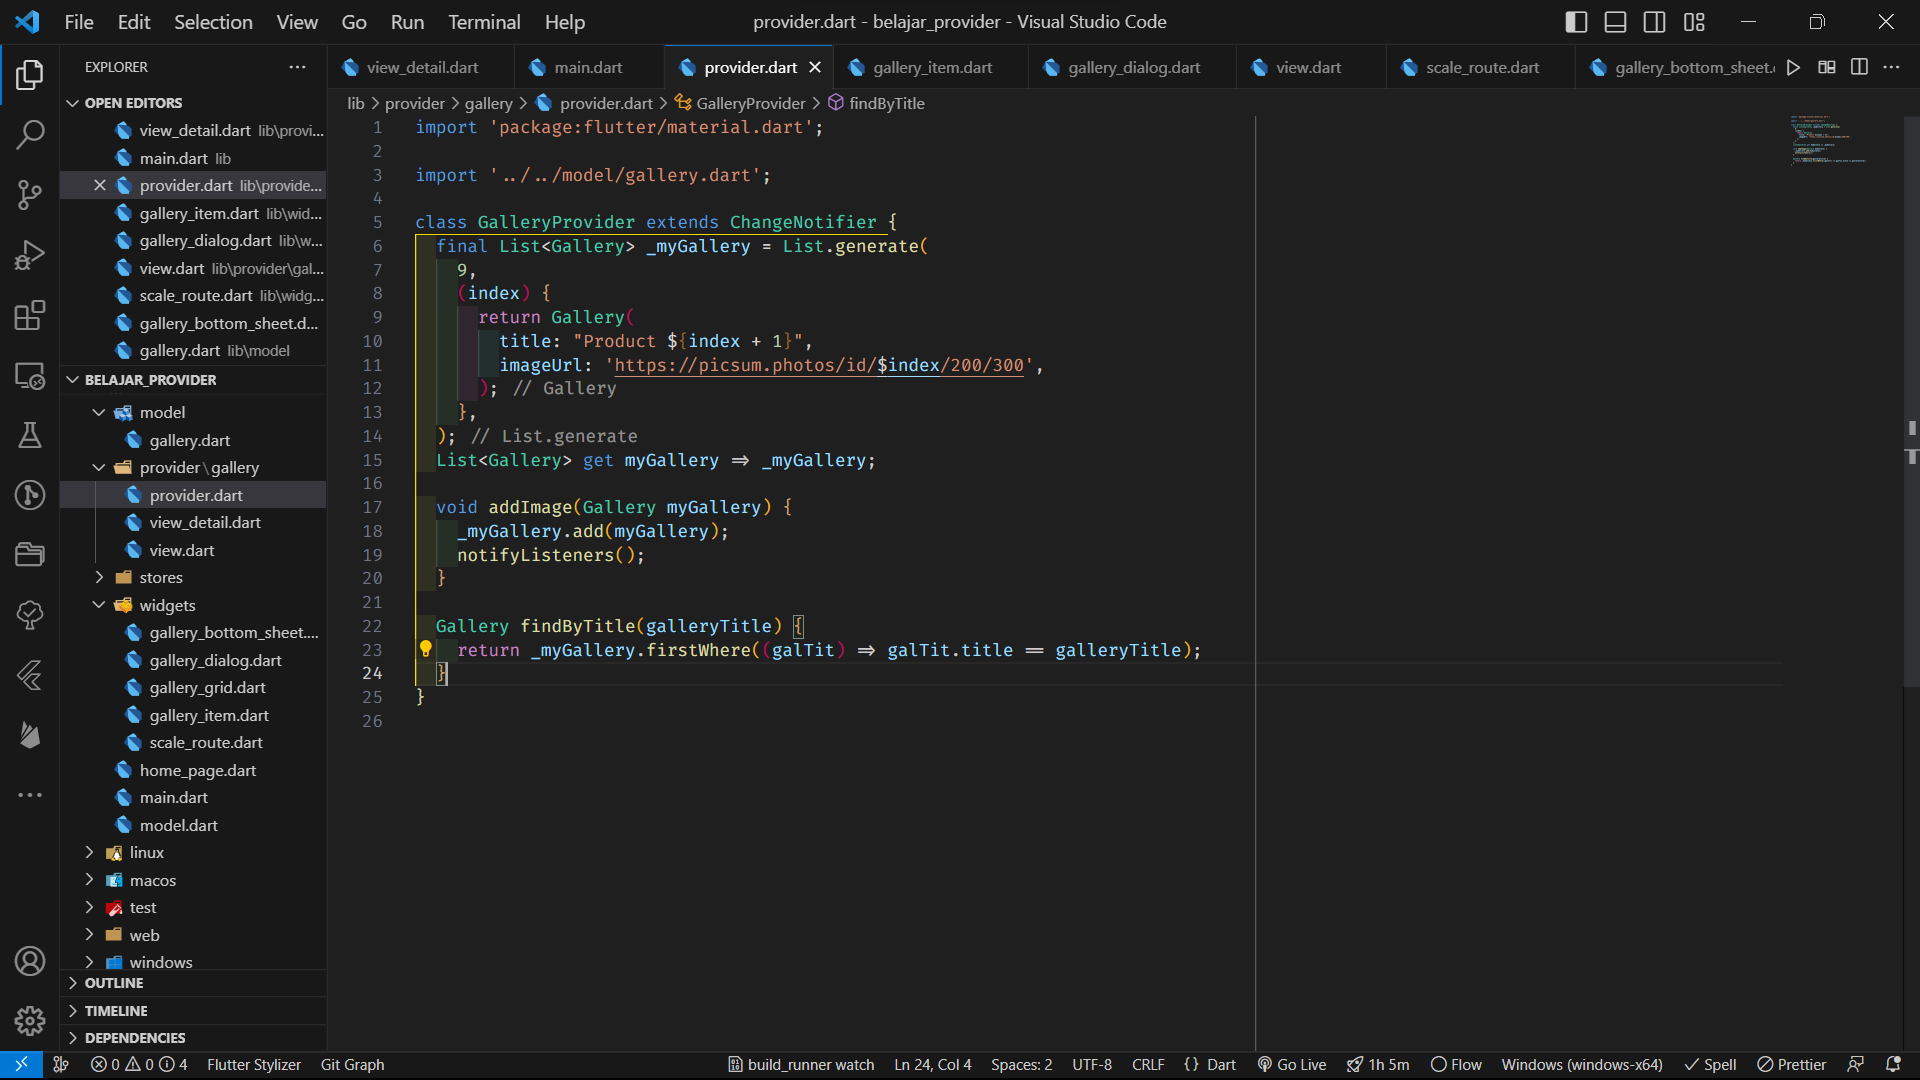 File Edit Selection View Go Run Terminal Help
provider.dart - belajar_provider - Visual Studio Code
EXPLORER
OPEN EDITORS
view_detail.dart lib\provi...
main.dart lib
provider.dart lib\provide...
gallery_item.dart lib\wid...
gallery_dialog.dart lib\w...
view.dart lib\provider\gal...
scale_route.dart lib\widg...
gallery_bottom_sheet.d...
gallery.dart lib\model
BELAJAR_PROVIDER
model
gallery.dart
provider\gallery
provider.dart
view_detail.dart
view.dart
stores
widgets
gallery_bottom_sheet....
gallery_dialog.dart
gallery_grid.dart
gallery_item.dart
scale_route.dart
home_page.dart
main.dart
model.dart
linux
macos
test
web
windows
OUTLINE
TIMELINE
DEPENDENCIES
view_detail.dart main.dart provider.dart gallery_item.dart gallery_dialog.dart view.dart scale_route.dart gallery_bottom_sheet.
lib > provider > gallery > provider.dart > GalleryProvider > findByTitle
1 import 'package:flutter/material.dart';
2
3 import '../../model/gallery.dart';
4
5 class GalleryProvider extends ChangeNotifier {
6 final List<Gallery> _myGallery = List.generate(
7 9,
8 (index) {
9 return Gallery(
10 title: "Product ${index + 1}",
11 imageUrl: 'https://picsum.photos/id/$index/200/300',
12 ); // Gallery
13 },
14 ); // List.generate
15 List<Gallery> get myGallery => _myGallery;
16
17 void addImage(Gallery myGallery) {
18 _myGallery.add(myGallery);
19 notifyListeners();
20 }
21
22 Gallery findByTitle(galleryTitle) {
23 return _myGallery.firstWhere((galTit) => galTit.title == galleryTitle);
24 }
25 }
26
0 0 4 Flutter Stylizer Git Graph build_runner watch Ln 24, Col 4 Spaces: 2 UTF-8 CRLF {} Dart Go Live 1h 5m Flow Windows (windows-x64) Spell Prettier